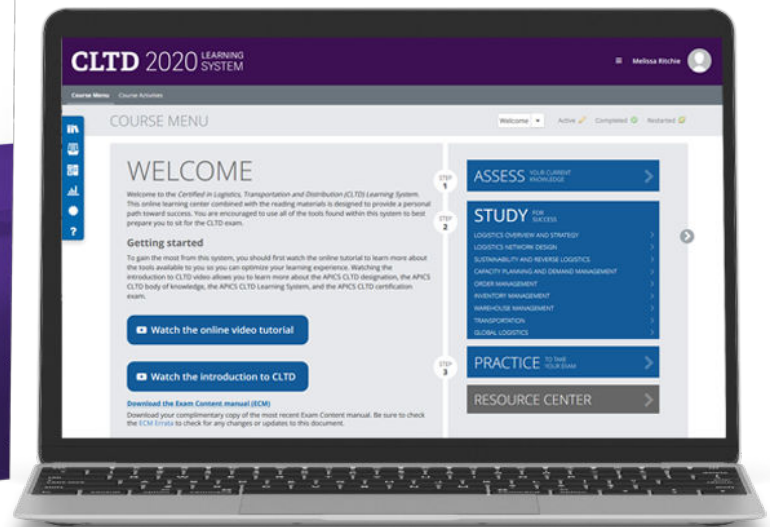 CLTD 2020 LEARNING SYSTEM
Melissa Ritchie
Course Menu Course Activities
COURSE MENU
Welcome Active Completed Restarted
WELCOME
Welcome to the Certified in Logistics, Transportation and Distribution (CLTD) Learning System.
This online learning center combined with the reading materials is designed to provide a personal
path toward success. You are encouraged to use all of the tools found within this system to best
prepare you to sit for the CLTD exam.
Getting started
To gain the most from this system, you should first watch the online tutorial to learn more about
the tools available to you so you can optimize your learning experience. Watching the
introduction to CLTD video allows you to learn more about the APICS CLTD designation, the APICS
CLTD body of knowledge, the APICS CLTD Learning System, and the APICS CLTD certification
exam.
Watch the online video tutorial
Watch the introduction to CLTD
Download the Exam Content manual (ECM)
Download your complimentary copy of the most recent Exam Content manual. Be sure to check
the ECM Errata to check for any changes or updates to this document.
STEP
1
ASSESS YOUR CURRENT KNOWLEDGE
STEP
2
STUDY FOR SUCCESS
LOGISTICS OVERVIEW AND STRATEGY
LOGISTICS NETWORK DESIGN
SUSTAINABILITY AND REVERSE LOGISTICS
CAPACITY PLANNING AND DEMAND MANAGEMENT
ORDER MANAGEMENT
INVENTORY MANAGEMENT
WAREHOUSE MANAGEMENT
TRANSPORTATION
GLOBAL LOGISTICS
STEP
3
PRACTICE TO TAKE YOUR EXAM
RESOURCE CENTER